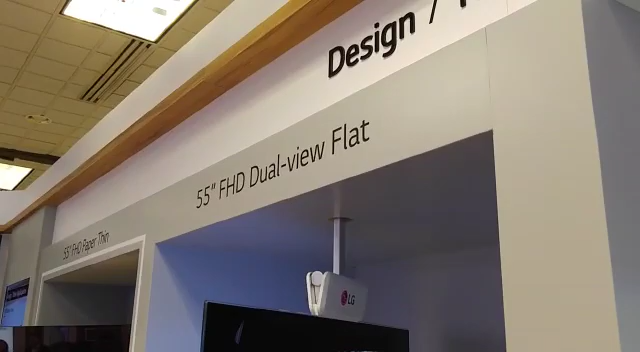 Design /
55" FHD Dual-view Flat
55" FHD Paper Thin
LG